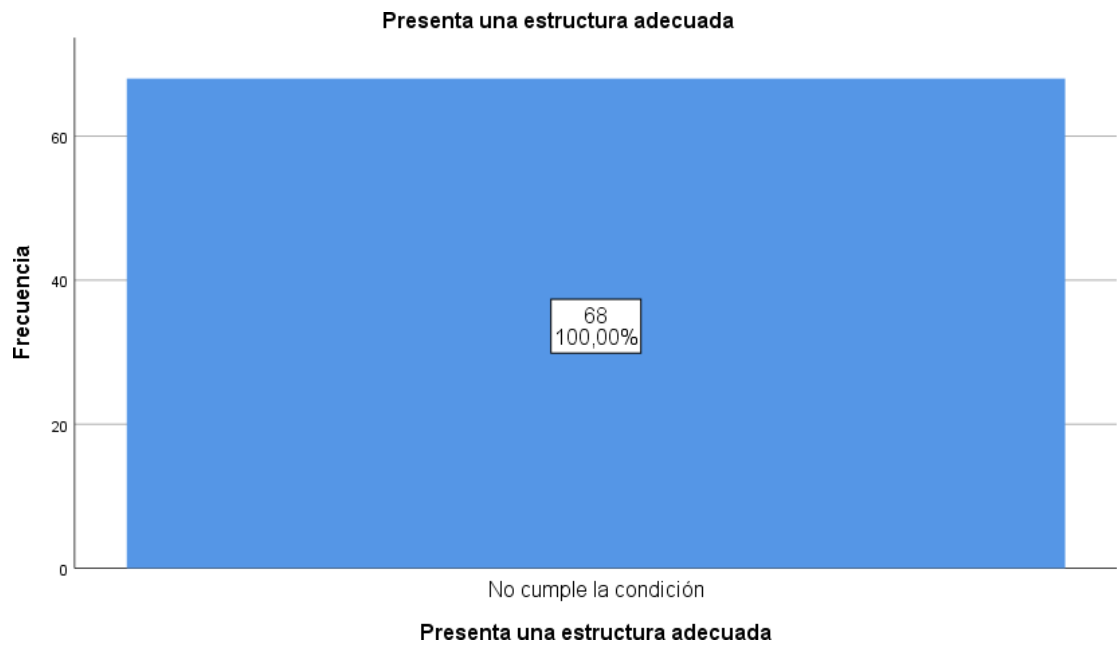 Presenta una estructura adecuada
60
40
20
0
Frecuencia
68
100,00%
No cumple la condición
Presenta una estructura adecuada